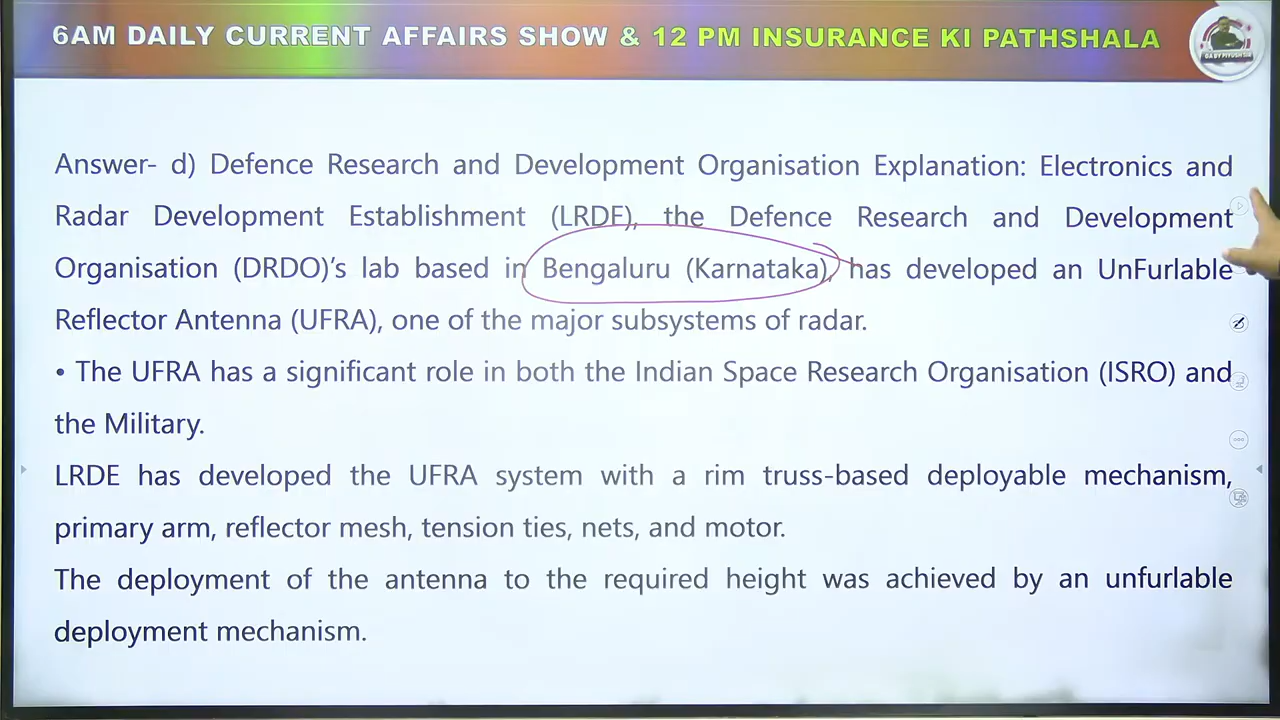 6AM DAILY CURRENT AFFAIRS SHOW & 12 PM INSURANCE KI PATHSHALA
GA BY PIYUSH SIR
Answer- d) Defence Research and Development Organisation Explanation: Electronics and
Radar Development Establishment (LRDE), the Defence Research and Development
Organisation (DRDO)'s lab based in Bengaluru (Karnataka), has developed an UnFurlable
Reflector Antenna (UFRA), one of the major subsystems of radar.
• The UFRA has a significant role in both the Indian Space Research Organisation (ISRO) and
the Military.
LRDE has developed the UFRA system with a rim truss-based deployable mechanism,
primary arm, reflector mesh, tension ties, nets, and motor.
The deployment of the antenna to the required height was achieved by an unfurlable
deployment mechanism.